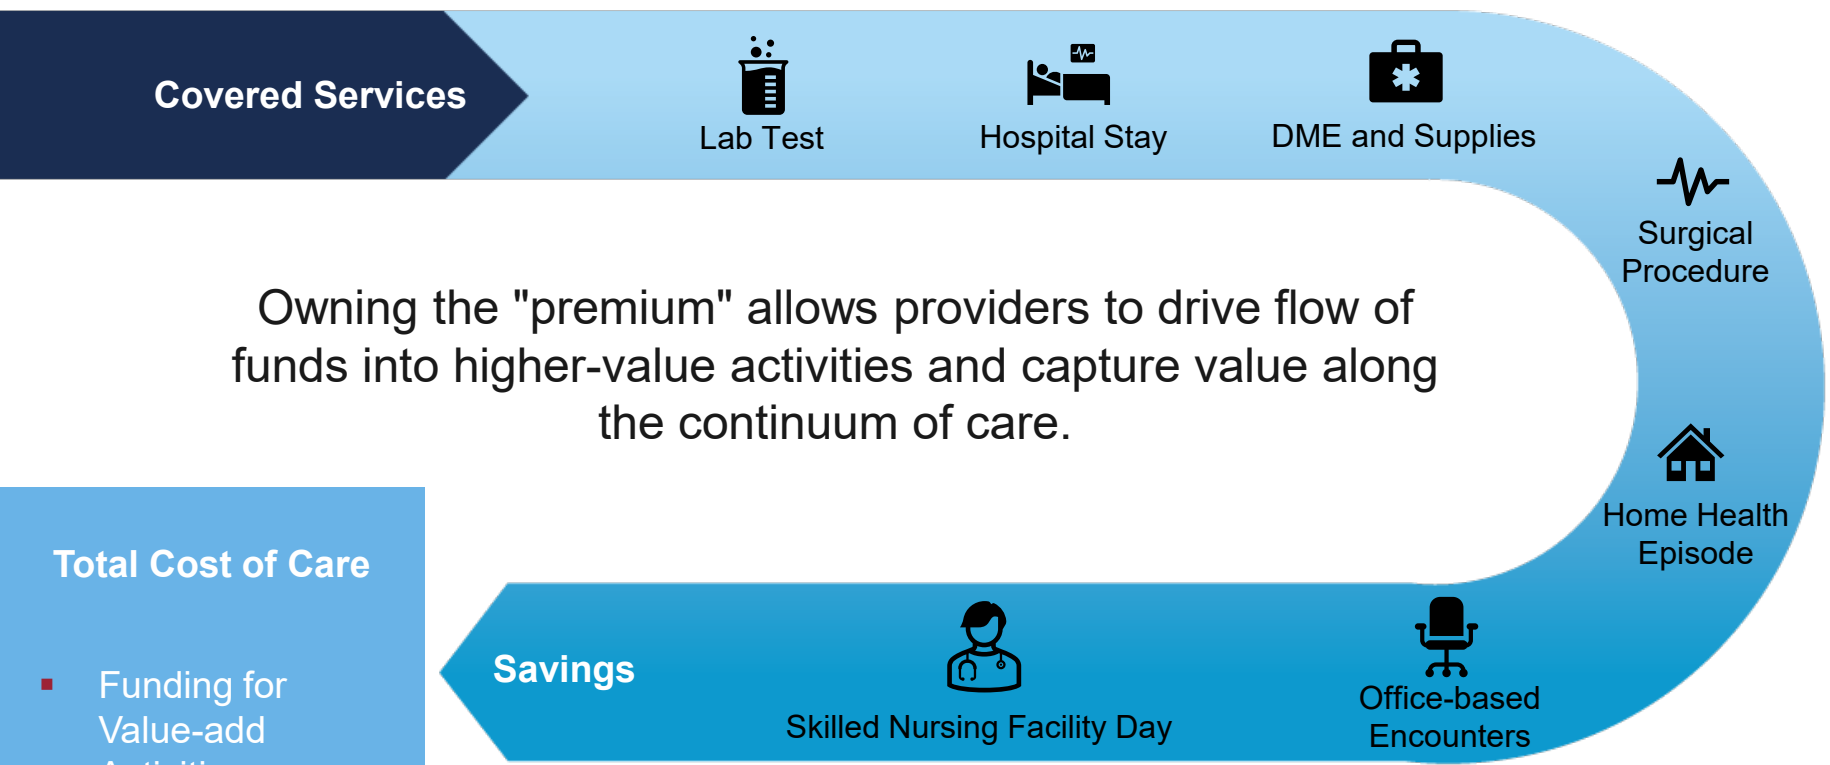 Covered Services
Lab Test
Hospital Stay
DME and Supplies
Surgical
Procedure
Owning the "premium" allows providers to drive flow of
funds into higher-value activities and capture value along
the continuum of care.
Home Health
Episode
Office-based
Encounters
Skilled Nursing Facility Day
Savings
Total Cost of Care
▪ Funding for
Value-add